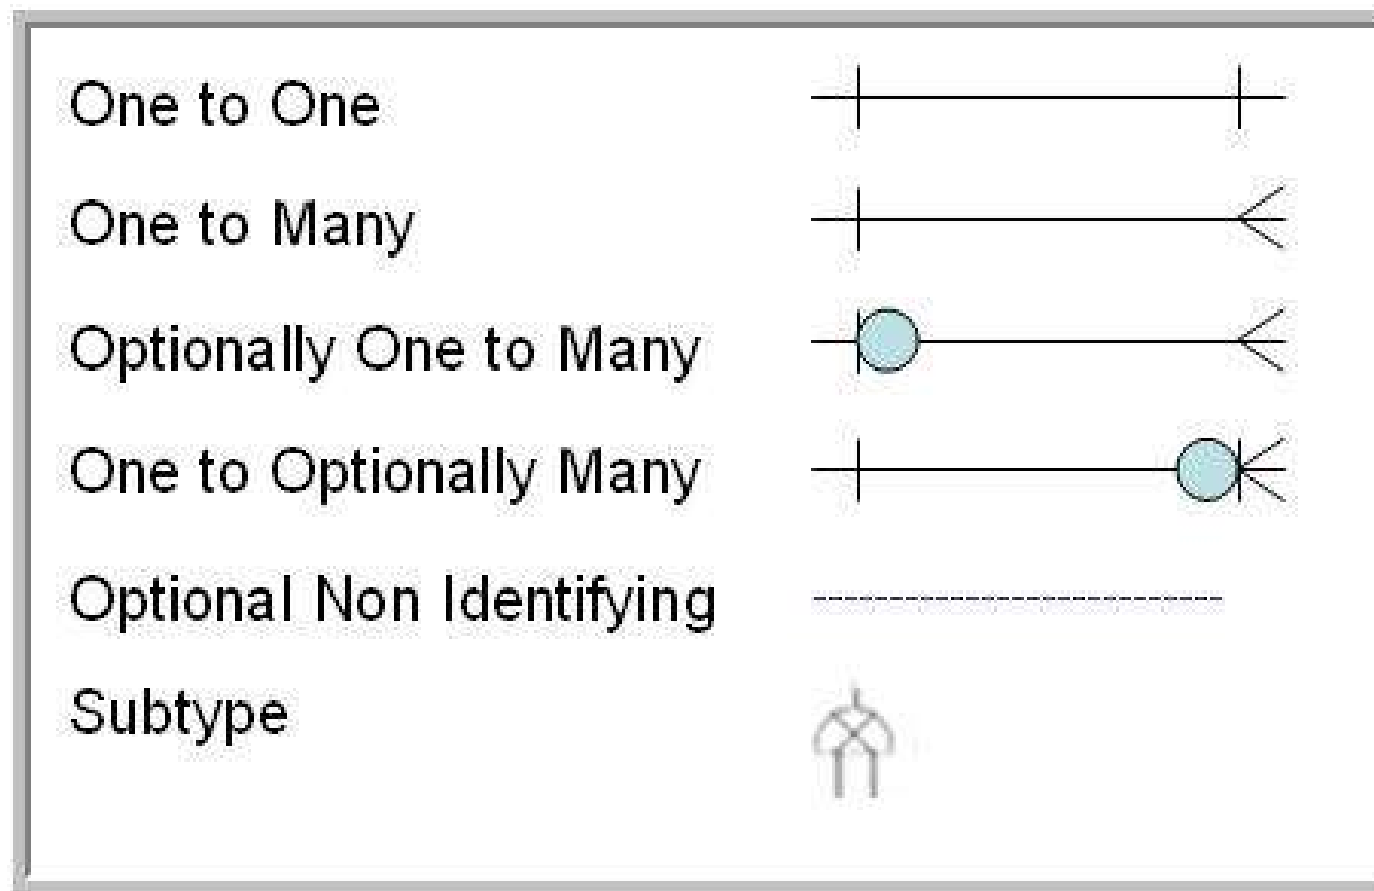 One to One
One to Many
Optionally One to Many
One to Optionally Many
Optional Non Identifying
Subtype